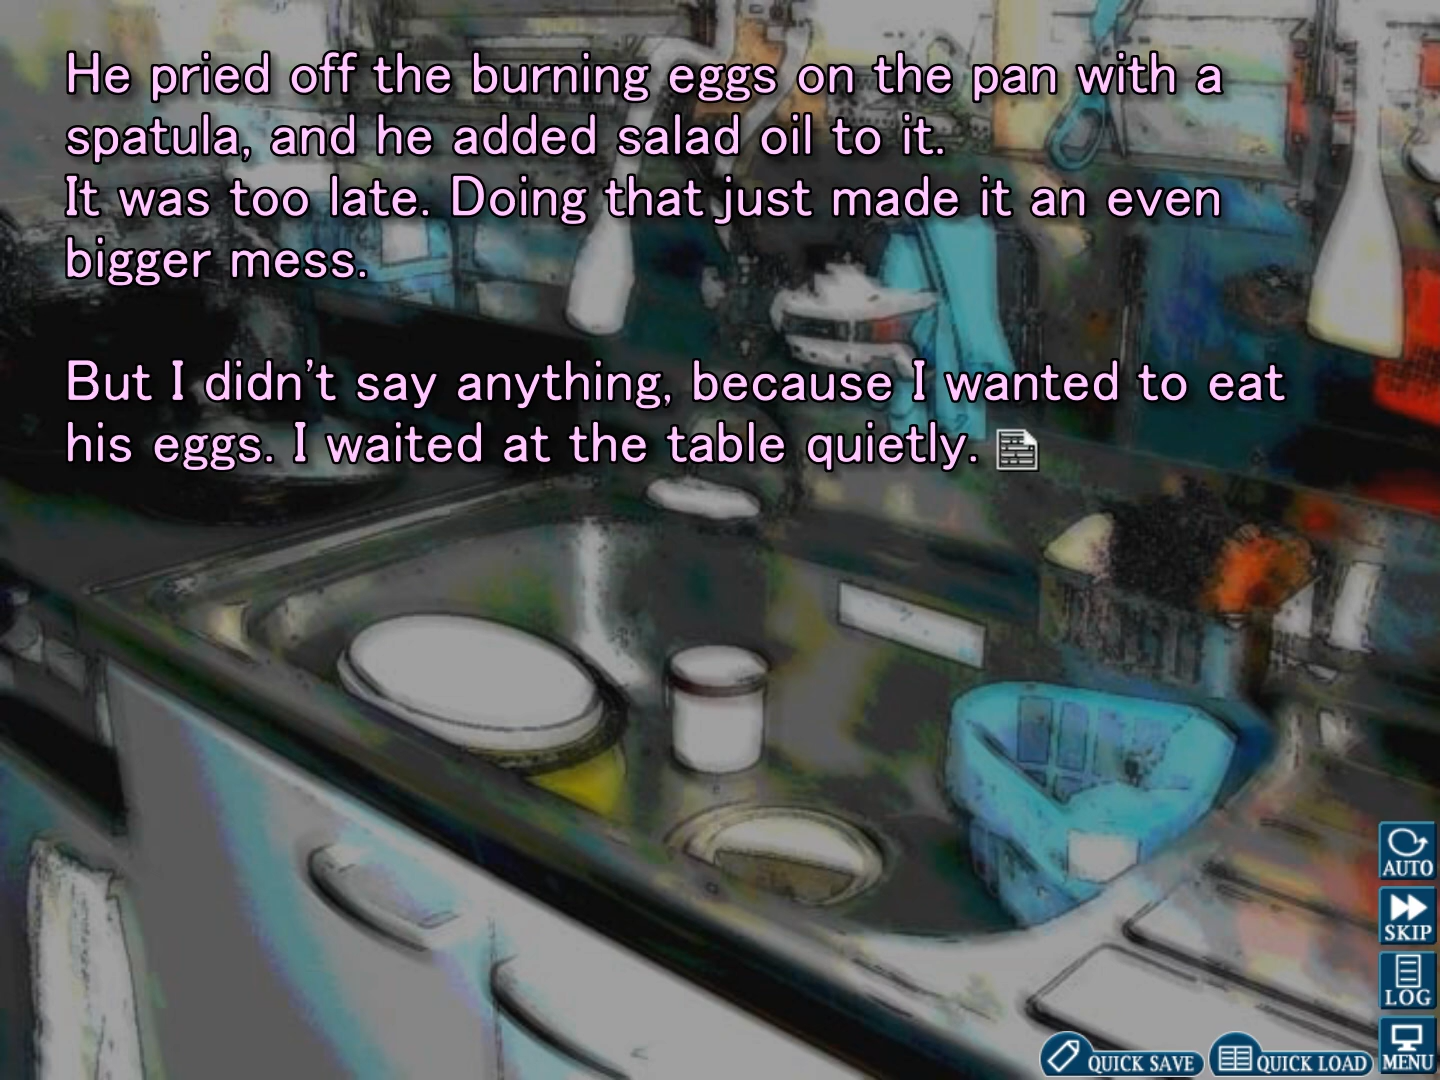 He pried off the burning eggs on the pan with a
spatula, and he added salad oil to it.
It was too late. Doing that just made it an even
bigger mess.
But I didn't say anything, because I wanted to eat
his eggs. I waited at the table quietly.
AUTO
SKIP
LOG
QUICK SAVE
QUICK LOAD
MENU